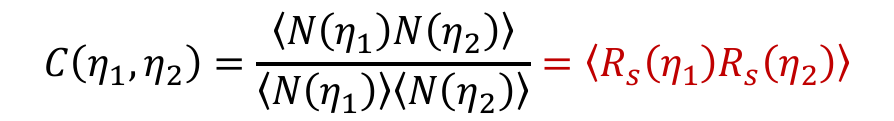 C(η₁, η₂) = ⟨N(η₁)N(η₂)⟩ / ⟨N(η₁)⟩⟨N(η₂)⟩ = ⟨Rₛ(η₁)Rₛ(η₂)⟩